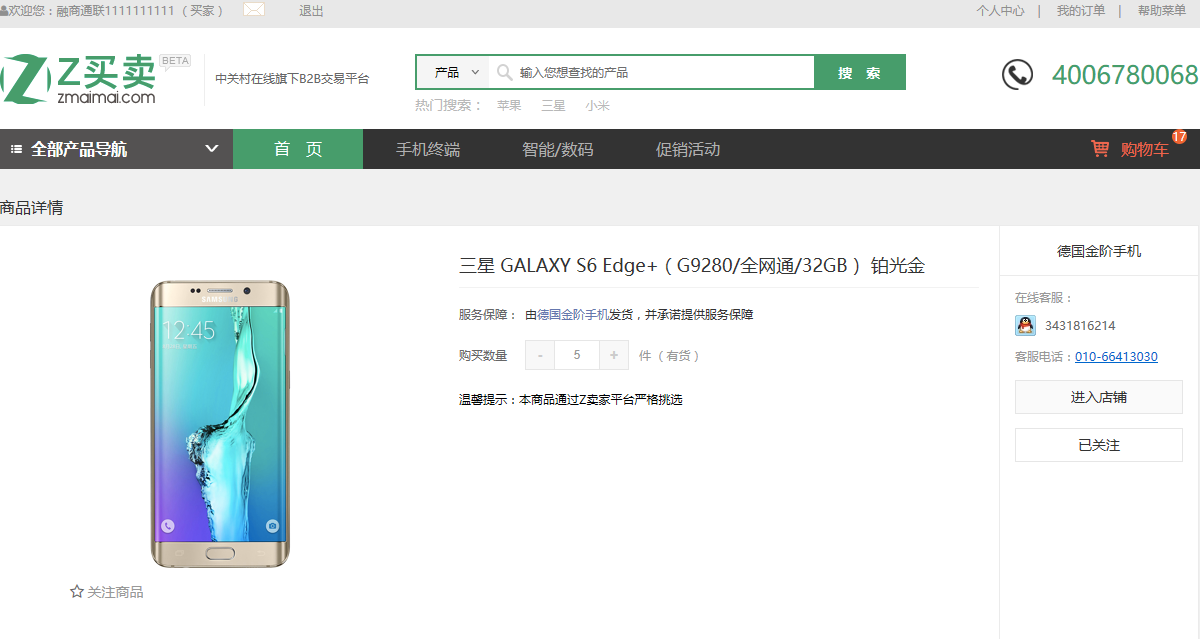 欢迎您：融商通联1111111111（买家） 退出 个人中心 | 我的订单 | 帮助菜单
Z买卖 BETA
zmaimai.com
中关村在线旗下B2B交易平台
产品 输入您想查找的产品 搜 索
4006780068
热门搜索： 苹果 三星 小米
全部产品导航 首 页 手机终端 智能/数码 促销活动 购物车 17
商品详情
三星 GALAXY S6 Edge+（G9280/全网通/32GB） 铂光金
服务保障： 由德国金阶手机发货，并承诺提供服务保障
购买数量 - 5 + 件（有货）
温馨提示：本商品通过Z卖家平台严格挑选
SAMSUNG
12:45
关注商品
德国金阶手机
在线客服：
3431816214
客服电话：010-66413030
进入店铺
已关注